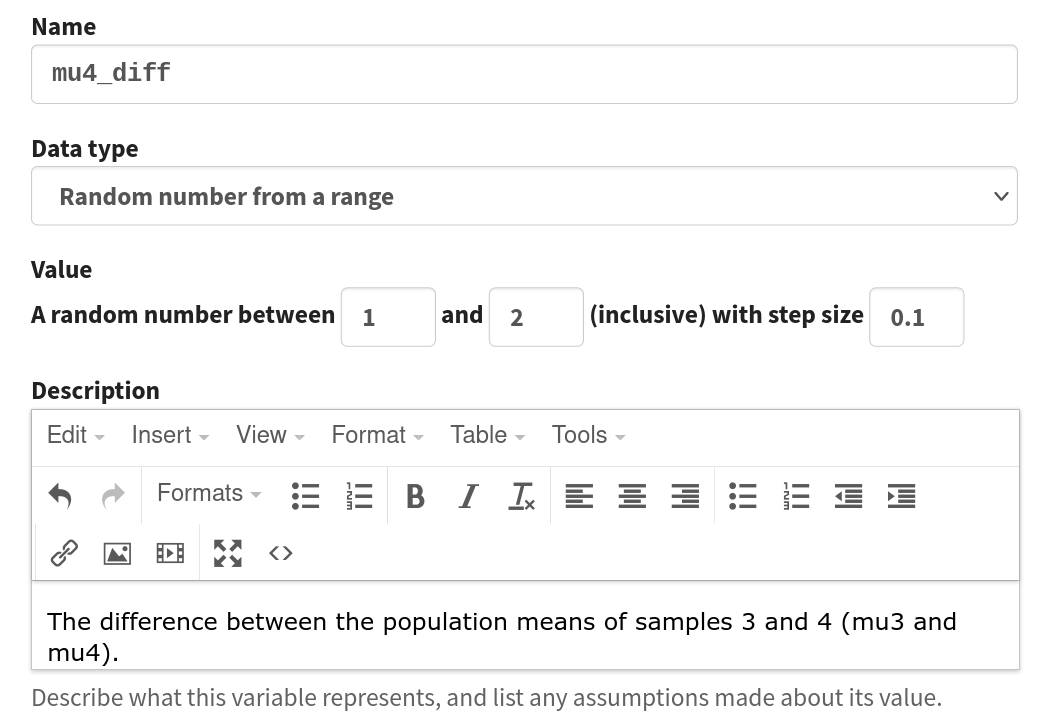 Name
mu4_diff
Data type
Random number from a range
Value
A random number between 1 and 2 (inclusive) with step size 0.1
Description
Edit Insert View Format Table Tools
Formats
The difference between the population means of samples 3 and 4 (mu3 and
mu4).
Describe what this variable represents, and list any assumptions made about its value.